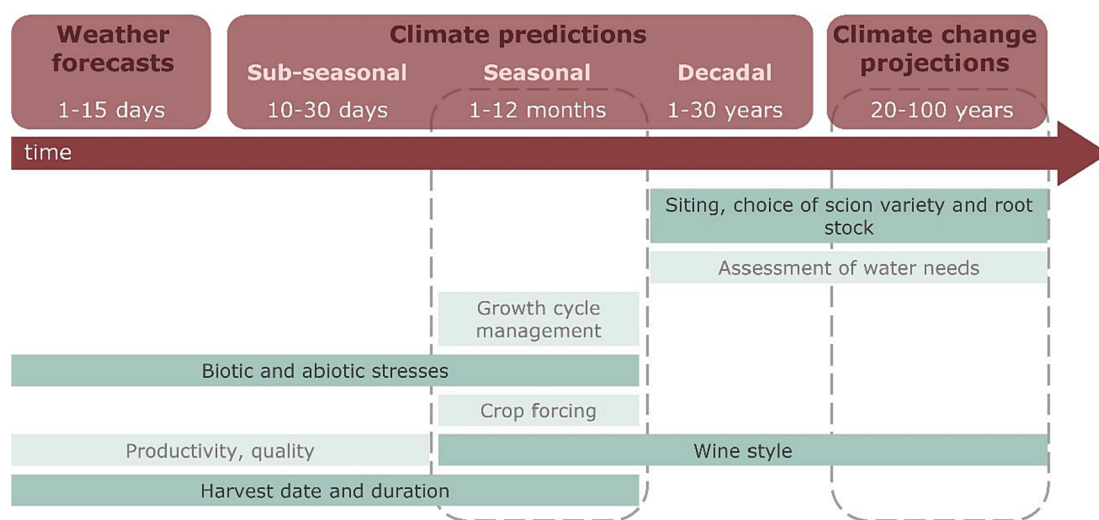 Weather
forecasts
1-15 days
Climate predictions
Sub-seasonal
Seasonal
Decadal
10-30 days
1-12 months
1-30 years
Climate change
projections
20-100 years
time
Siting, choice of scion variety and root
stock
Assessment of water needs
Growth cycle
management
Biotic and abiotic stresses
Crop forcing
Productivity, quality
Wine style
Harvest date and duration